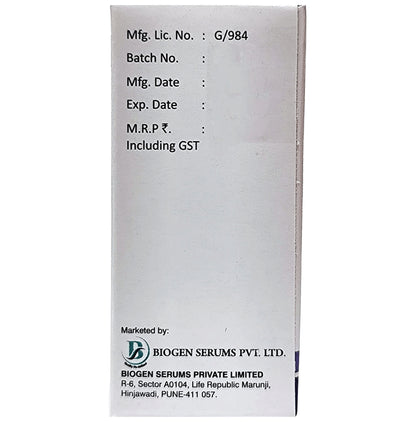 Mfg. Lic. No. : G/984
Batch No. :
Mfg. Date :
Exp. Date :
M.R.P ₹. :
Including GST
Marketed by:
BIOGEN SERUMS PVT. LTD.
BIOGEN SERUMS PRIVATE LIMITED
R-6, Sector A0104, Life Republic Marunji,
Hinjawadi, PUNE-411 057.